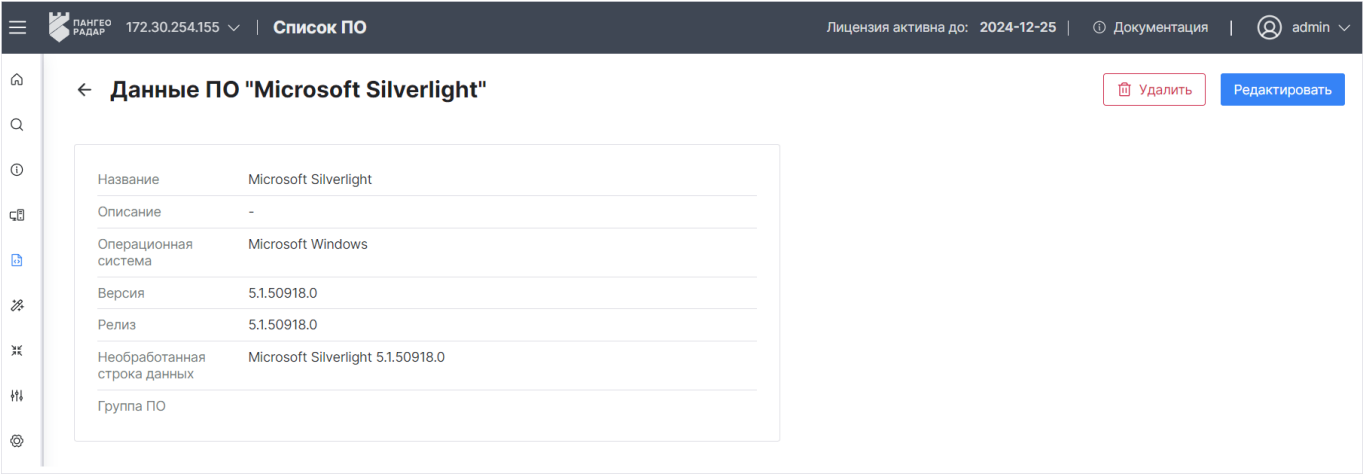 ПАНГЕО РАДАР 172.30.254.155 | Список ПО Лицензия активна до: 2024-12-25 | Документация | admin
Данные ПО "Microsoft Silverlight" Удалить Редактировать
Название Microsoft Silverlight
Описание -
Операционная система Microsoft Windows
Версия 5.1.50918.0
Релиз 5.1.50918.0
Необработанная строка данных Microsoft Silverlight 5.1.50918.0
Группа ПО